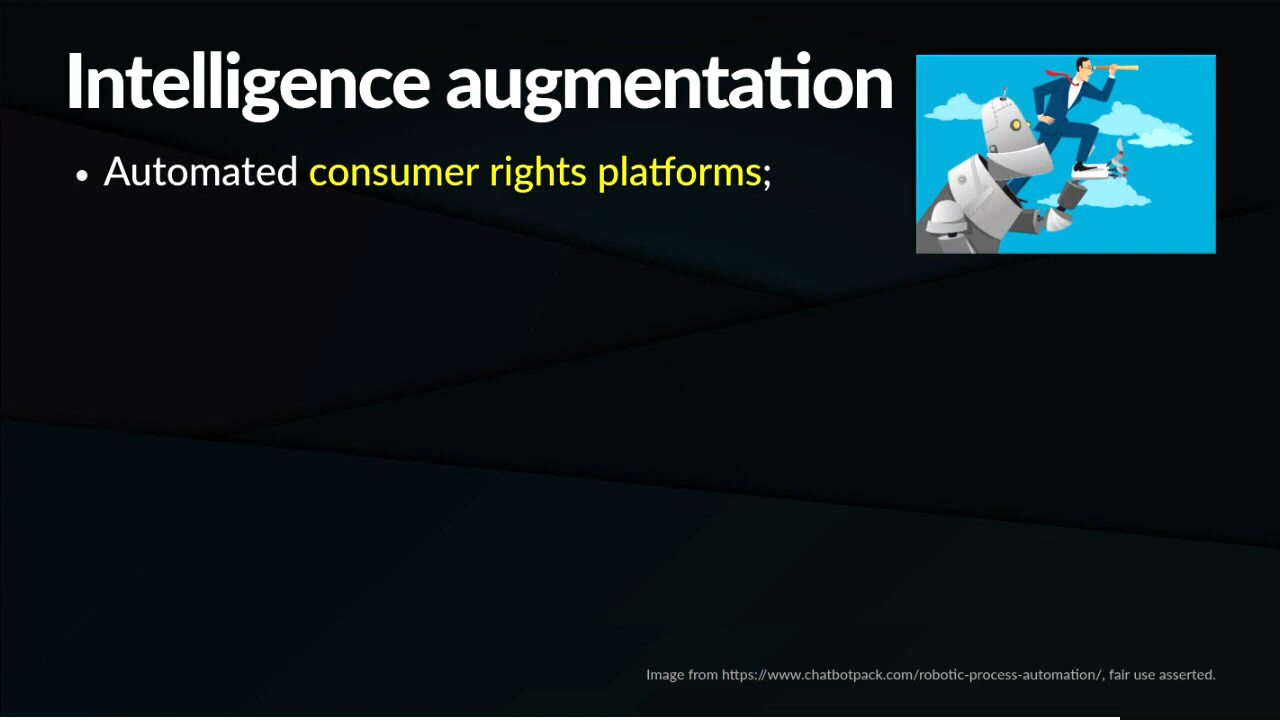 Intelligence augmentation
• Automated consumer rights platforms;
Image from https://www.chatbotpack.com/robotic-process-automation/, fair use asserted.